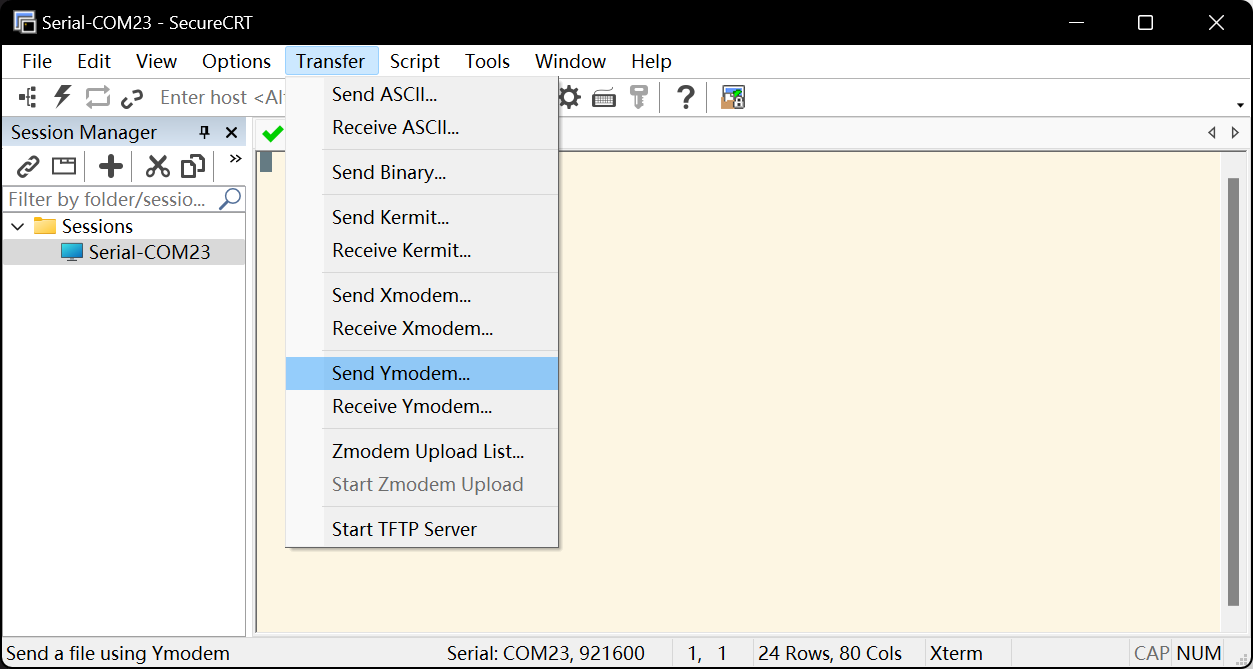 Serial-COM23 - SecureCRT
File Edit View Options Transfer Script Tools Window Help
Enter host <Al
Session Manager
Filter by folder/sessio...
Sessions
Serial-COM23
Send ASCII...
Receive ASCII...
Send Binary...
Send Kermit...
Receive Kermit...
Send Xmodem...
Receive Xmodem...
Send Ymodem...
Receive Ymodem...
Zmodem Upload List...
Start Zmodem Upload
Start TFTP Server
Send a file using Ymodem Serial: COM23, 921600 1, 1 24 Rows, 80 Cols Xterm CAP NUM